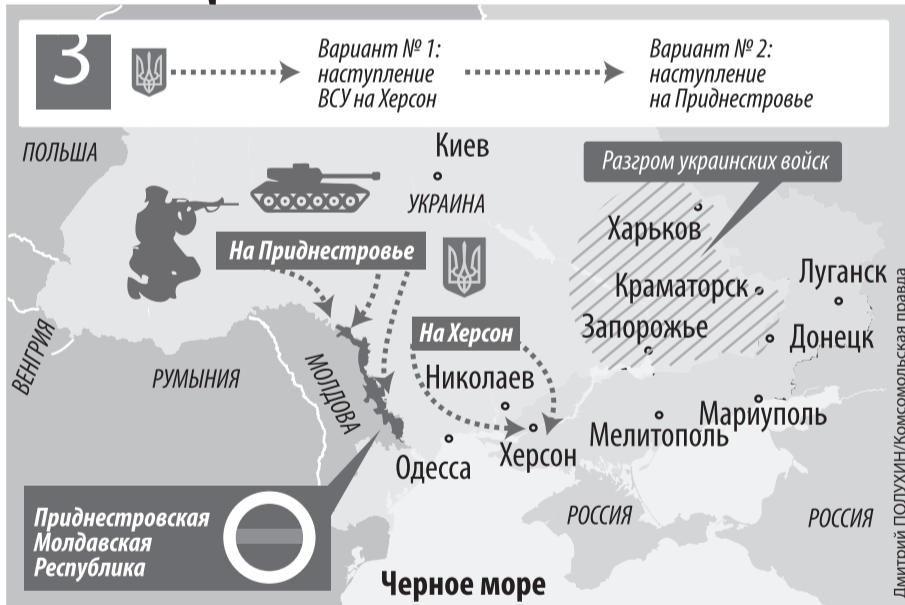 3
Вариант № 1:
наступление
ВСУ на Херсон
Вариант № 2:
наступление
на Приднестровье
ПОЛЬША
Киев
УКРАИНА
Разгром украинских войск
Харьков
На Приднестровье
Краматорск
Луганск
Запорожье
Донецк
На Херсон
ВЕНГРИЯ
РУМЫНИЯ
МОЛДОВА
Николаев
Мариуполь
Мелитополь
Херсон
Одесса
РОССИЯ
РОССИЯ
Приднестровская
Молдавская
Республика
Черное море
Дмитрий ПОЛУХИН/Комсомольская правда